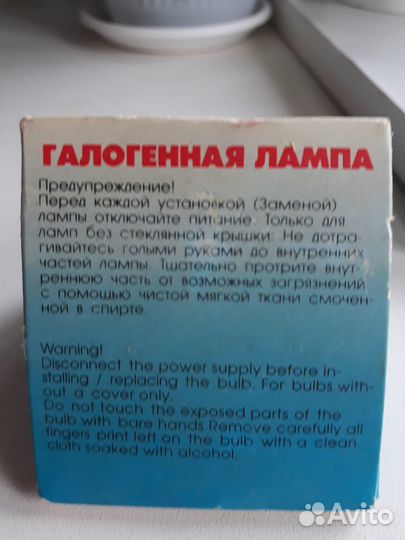 ГАЛОГЕННАЯ ЛАМПА
Предупреждение!
Перед каждой установкой (Заменой)
лампы отключайте питание. Только для
ламп без стеклянной крышки: Не дотра-
гивайтесь голыми руками до внутренних
частей лампы. Тшательно протрите внут-
реннюю часть от возможных загрязнений
с помощью чистой мягкой ткани смочен-
ной в спирте.
Warning!
Disconnect the power supply before in-
stalling / replacing the bulb. For bulbs with-
out a cover only.
Do not touch the exposed parts of the
bulb with bare hands Remove carefully all
fingers print left on the bulb with a clean
cloth soaked with alcohol.
Avito